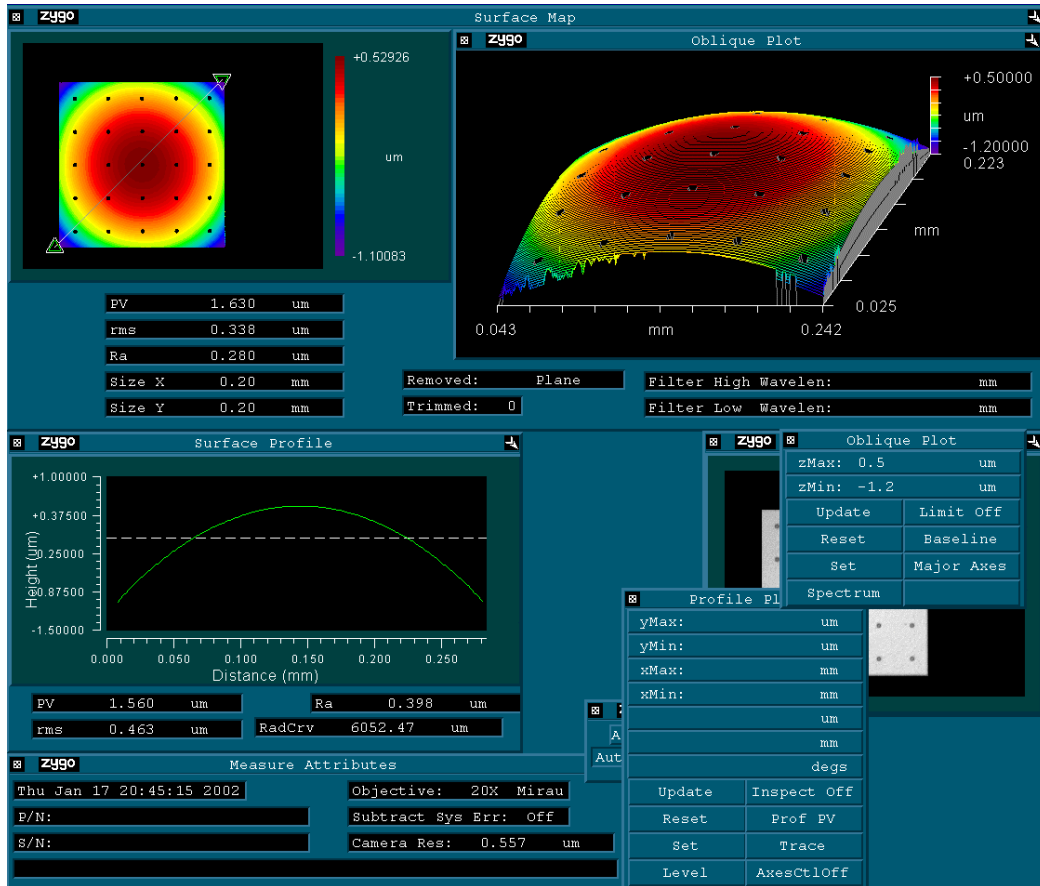 zygo Surface Map
+0.52926
um
-1.10083
zygo Oblique Plot
+0.50000
um
-1.20000
0.223
mm
0.025
0.043 mm 0.242
PV 1.630 um
rms 0.338 um
Ra 0.280 um
Size X 0.20 mm
Size Y 0.20 mm
Removed: Plane
Trimmed: 0
Filter High Wavelen: mm
Filter Low Wavelen: mm
zygo Surface Profile
+1.00000
+0.37500
0.25000
0.87500
-1.50000
Height (um)
0.000 0.050 0.100 0.150 0.200 0.250
Distance (mm)
PV 1.560 um
Ra 0.398 um
rms 0.463 um
RadCrv 6052.47 um
zygo
Oblique Plot
zMax: 0.5 um
zMin: -1.2 um
Update Limit Off
Reset Baseline
Set Major Axes
Spectrum
Profile Pl
yMax: um
yMin: um
xMax: mm
xMin: mm
um
mm
degs
Update Inspect Off
Reset Prof PV
Set Trace
Level AxesCtlOff
A
Aut
zygo Measure Attributes
Thu Jan 17 20:45:15 2002
Objective: 20X Mirau
P/N:
Subtract Sys Err: Off
S/N:
Camera Res: 0.557 um